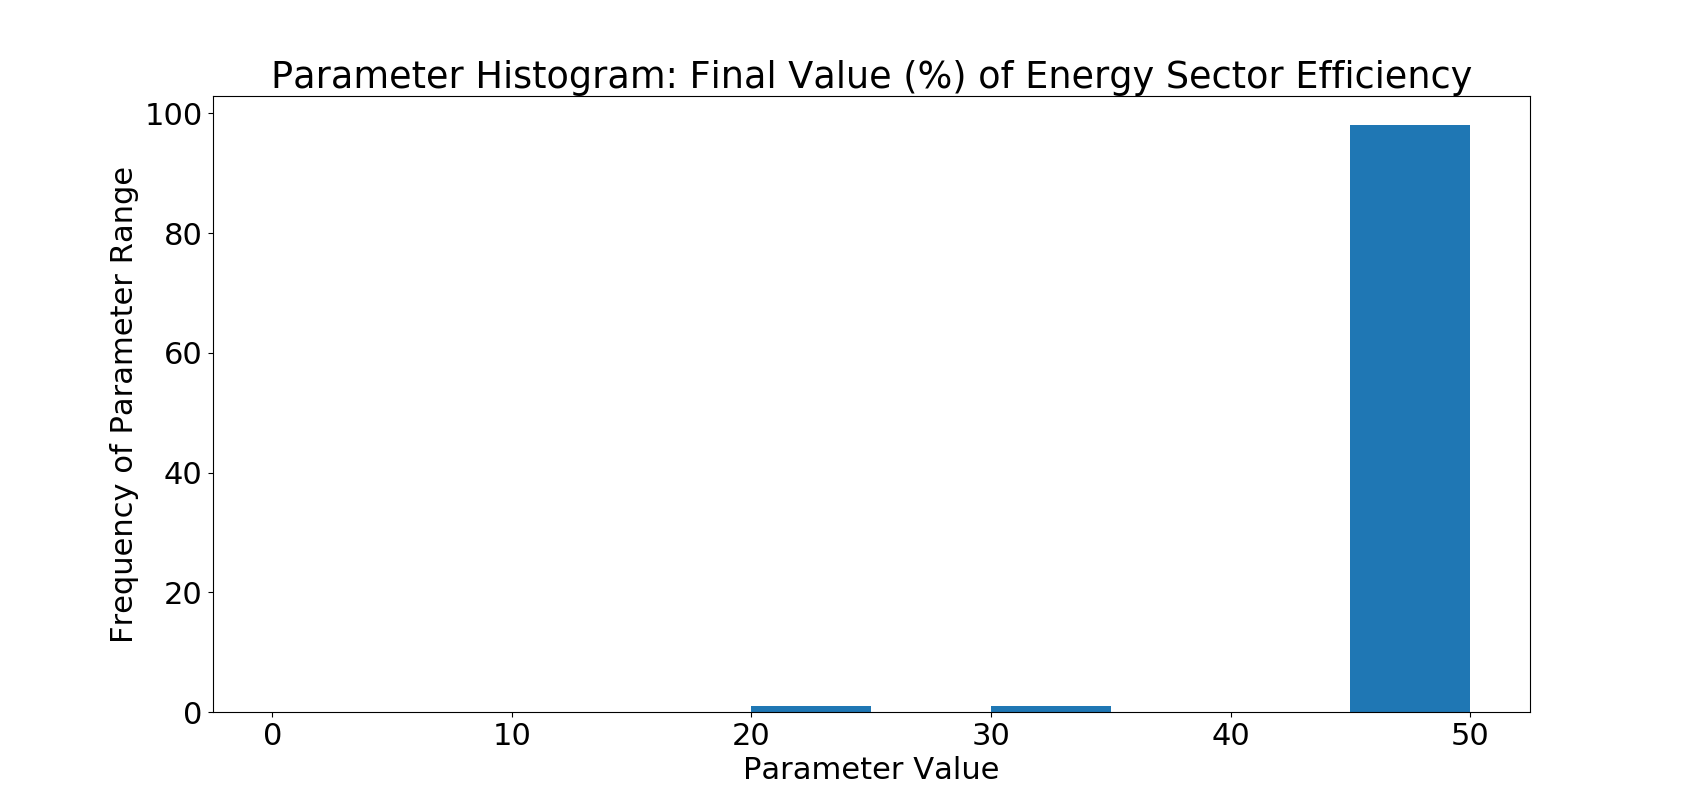 Parameter Histogram: Final Value (%) of Energy Sector Efficiency
Frequency of Parameter Range
100
80
60
40
20
0
0 10 20 30 40 50
Parameter Value